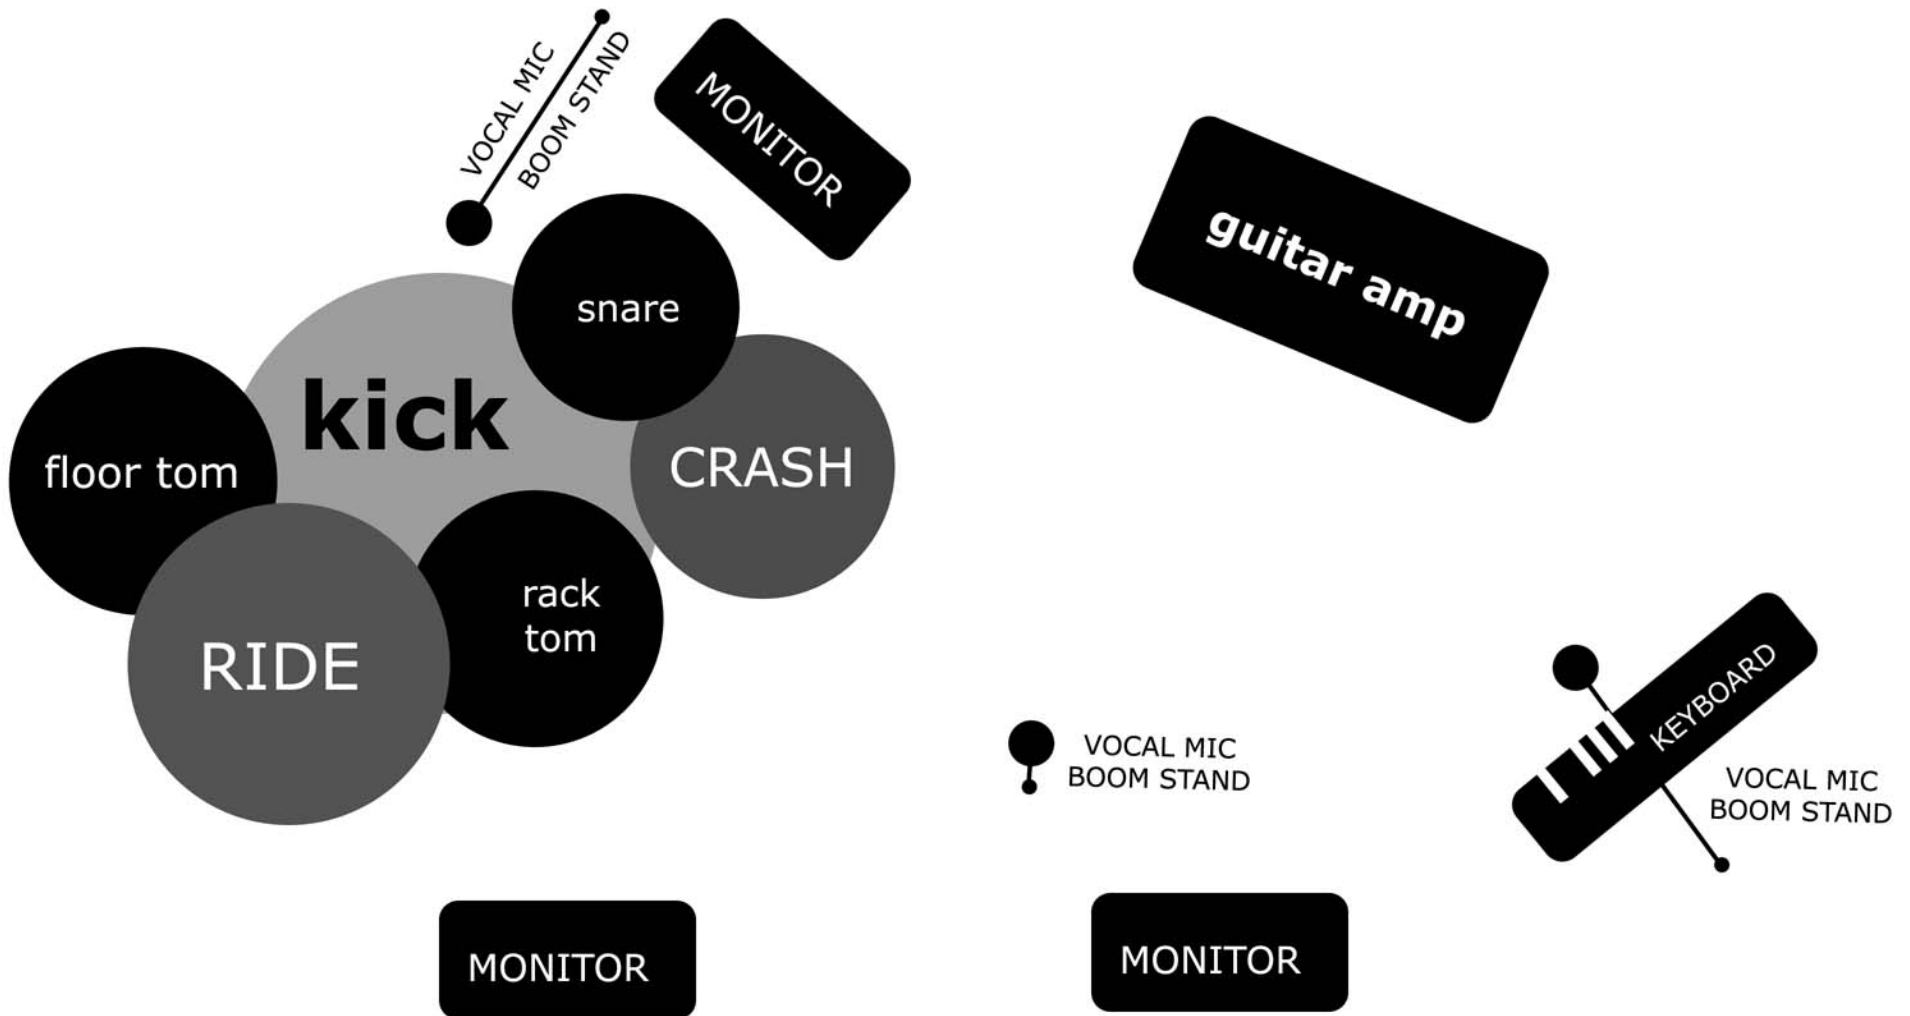 VOCAL MIC
BOOM STAND
MONITOR
guitar amp
snare
kick
CRASH
floor tom
rack
tom
RIDE
KEYBOARD
VOCAL MIC
BOOM STAND
VOCAL MIC
BOOM STAND
MONITOR
MONITOR